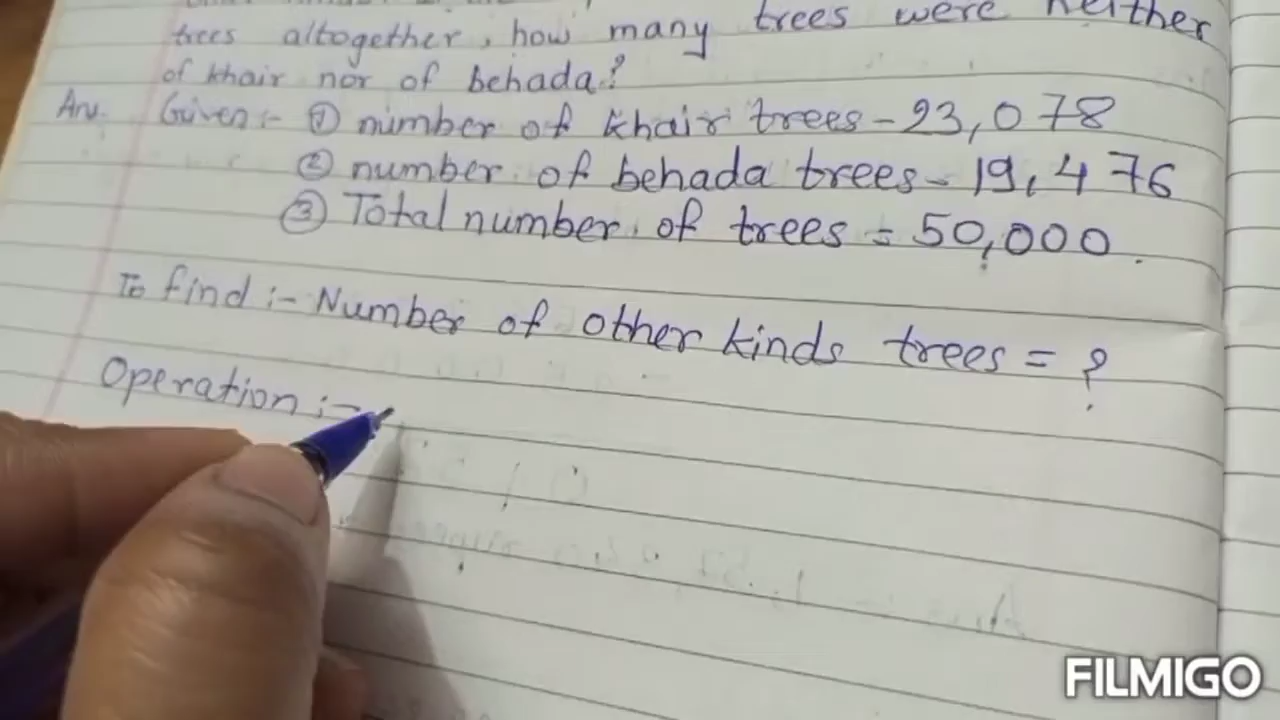 trees altogether, how many trees were neither
of khair nor of behada?
Ans. Given:- ① number of khair trees - 23,078
② number of behada trees - 19,476
③ Total number of trees = 50,000.
To find :- Number of other kinds trees = ?
Operation :-
FILMIGO